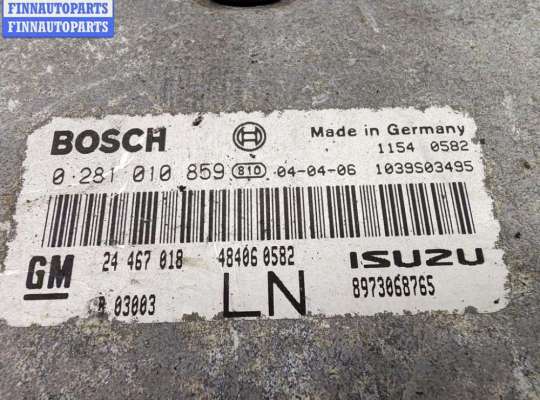 FINNAUTOPARTS
FINNAUTOPARTS
BOSCH Made in Germany
1154 0582
0 281 010 859 810 04-04-06 1039S03495
GM 24 467 018 48406 0582 ISUZU
03003 LN 8973068765